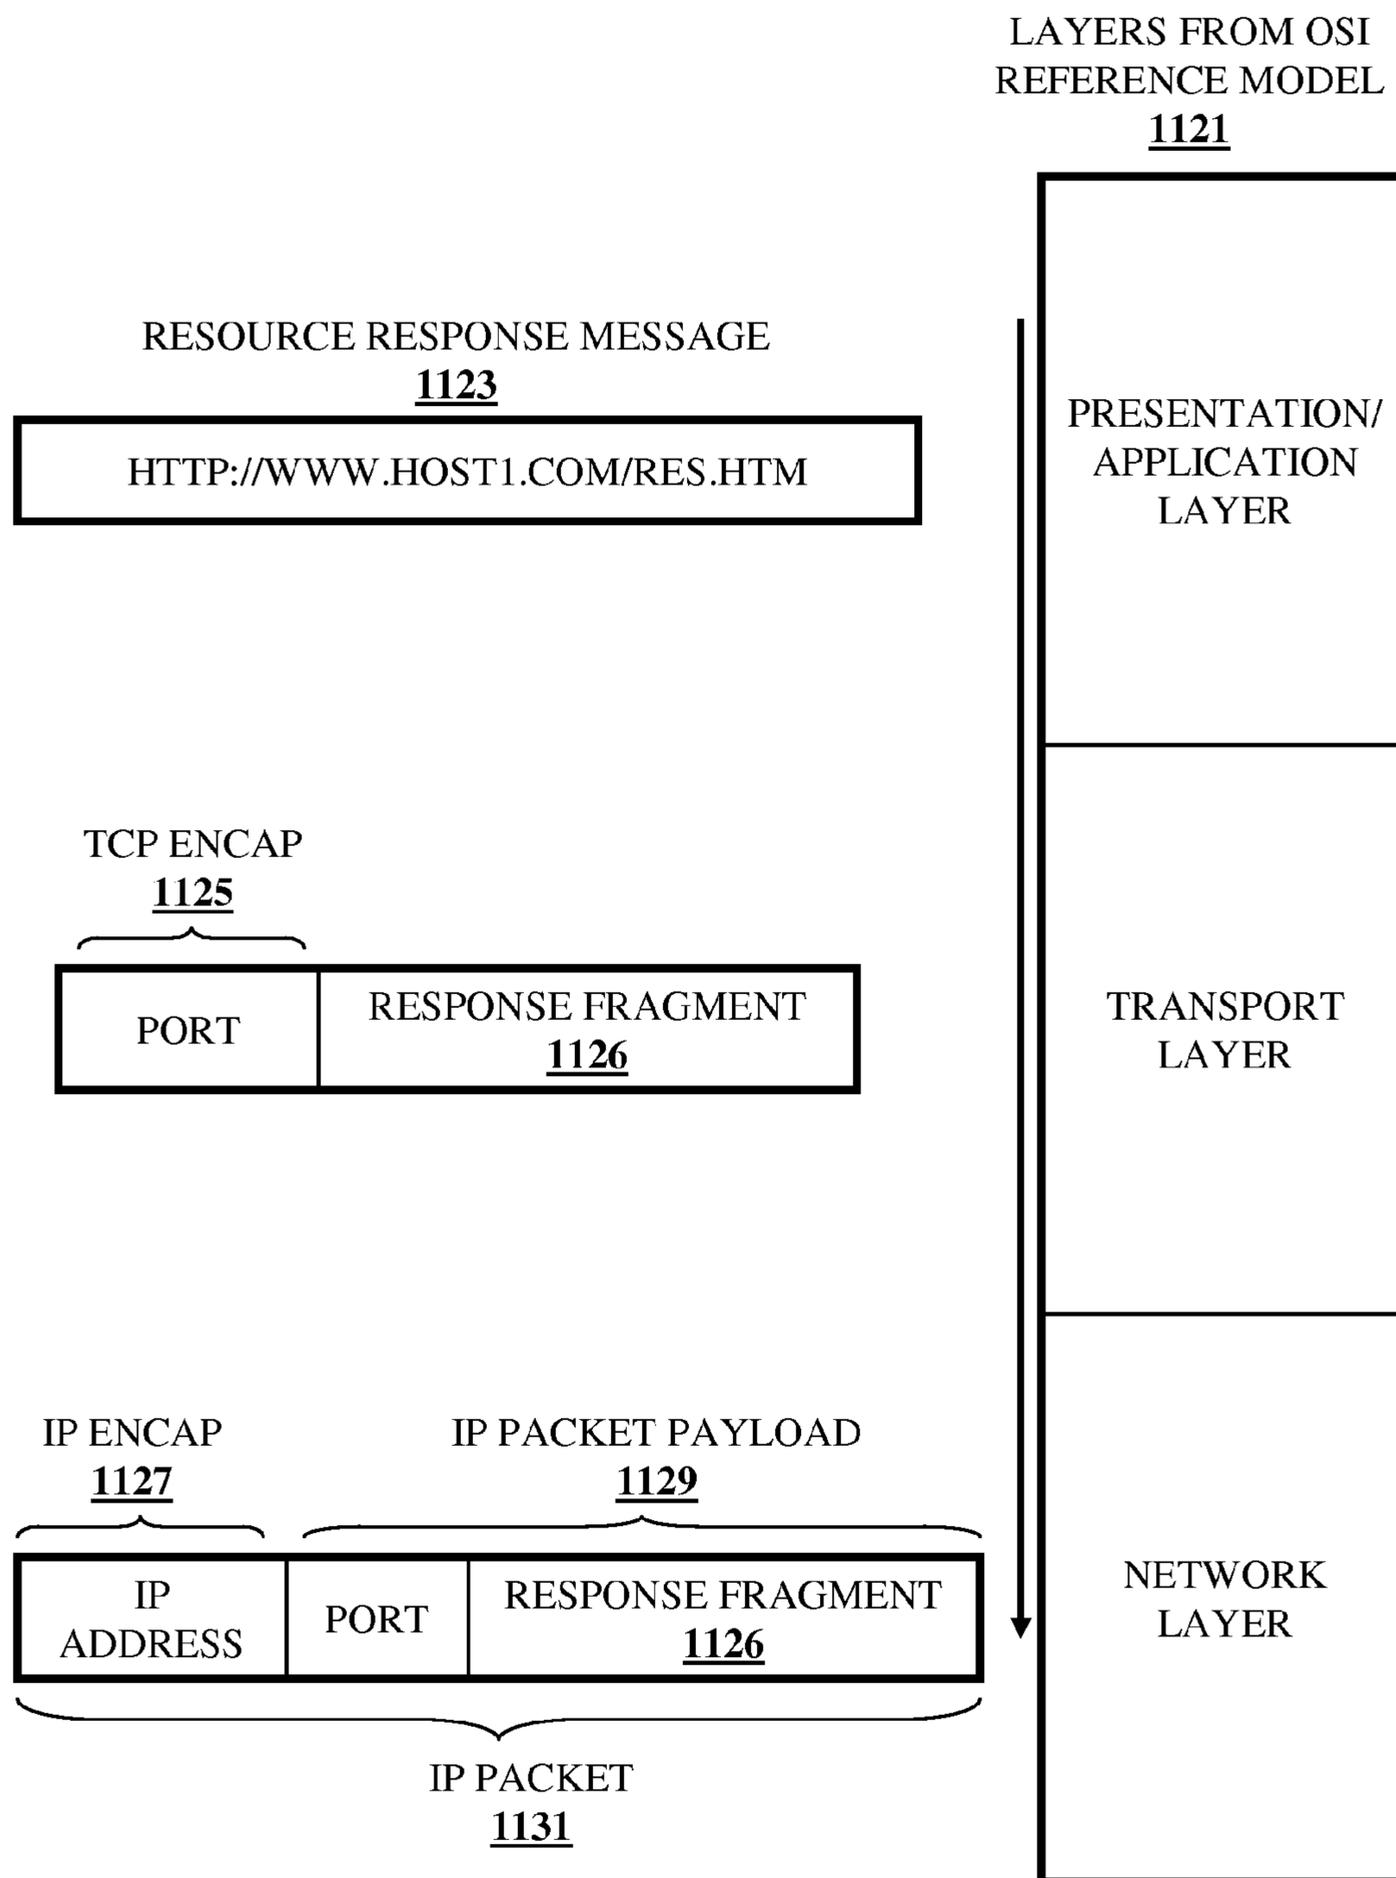 LAYERS FROM OSI
REFERENCE MODEL
1121
RESOURCE RESPONSE MESSAGE
1123
HTTP://WWW.HOST1.COM/RES.HTM
PRESENTATION/
APPLICATION
LAYER
TCP ENCAP
1125
PORT
RESPONSE FRAGMENT
1126
TRANSPORT
LAYER
IP ENCAP
1127
IP PACKET PAYLOAD
1129
IP
ADDRESS
PORT
RESPONSE FRAGMENT
1126
NETWORK
LAYER
IP PACKET
1131